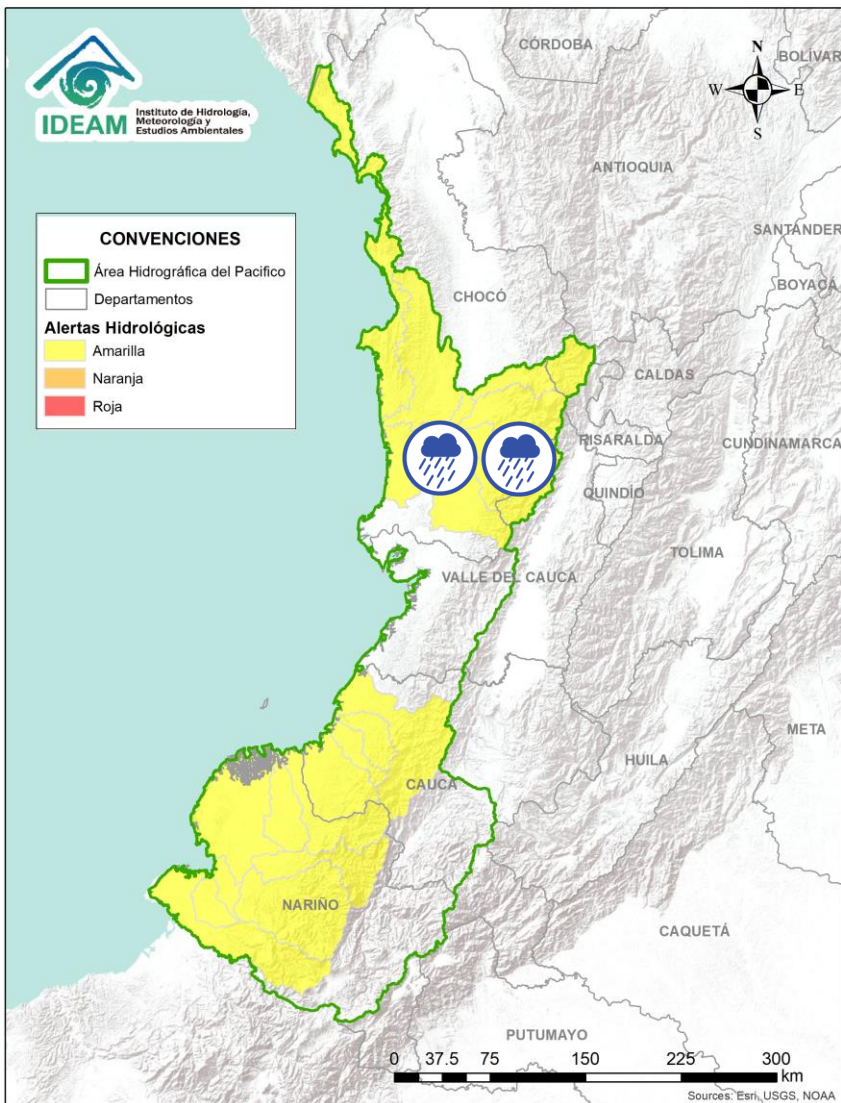 IDEAM
Instituto de Hidrología,
Meteorología y
Estudios Ambientales
CÓRDOBA
BOLÍVAR
N
W
E
S
ANTIOQUIA
SANTANDER
BOYACÁ
CONVENCIONES
Área Hidrográfica del Pacifico
Departamentos
Alertas Hidrológicas
Amarilla
Naranja
Roja
CHOCÓ
CALDAS
RISARALDA
CUNDINAMARCA
QUINDÍO
TOLIMA
VALLE DEL CAUCA
META
HUILA
CAUCA
NARIÑO
CAQUETÁ
PUTUMAYO
0 37.5 75 150 225 300
km
Sources: Esri, USGS, NOAA